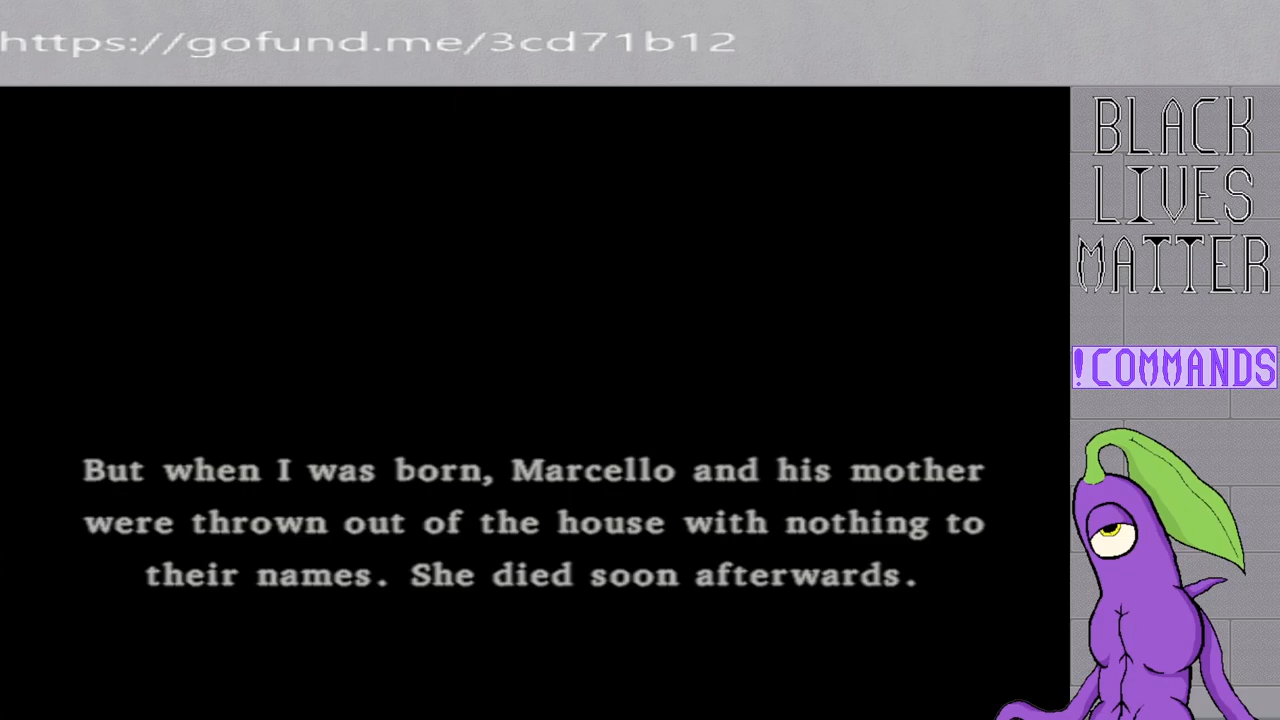 https://gofund.me/3cd71b12
BLACK
LIVES
MATTER
!COMMANDS
But when I was born, Marcello and his mother
were thrown out of the house with nothing to
their names. She died soon afterwards.